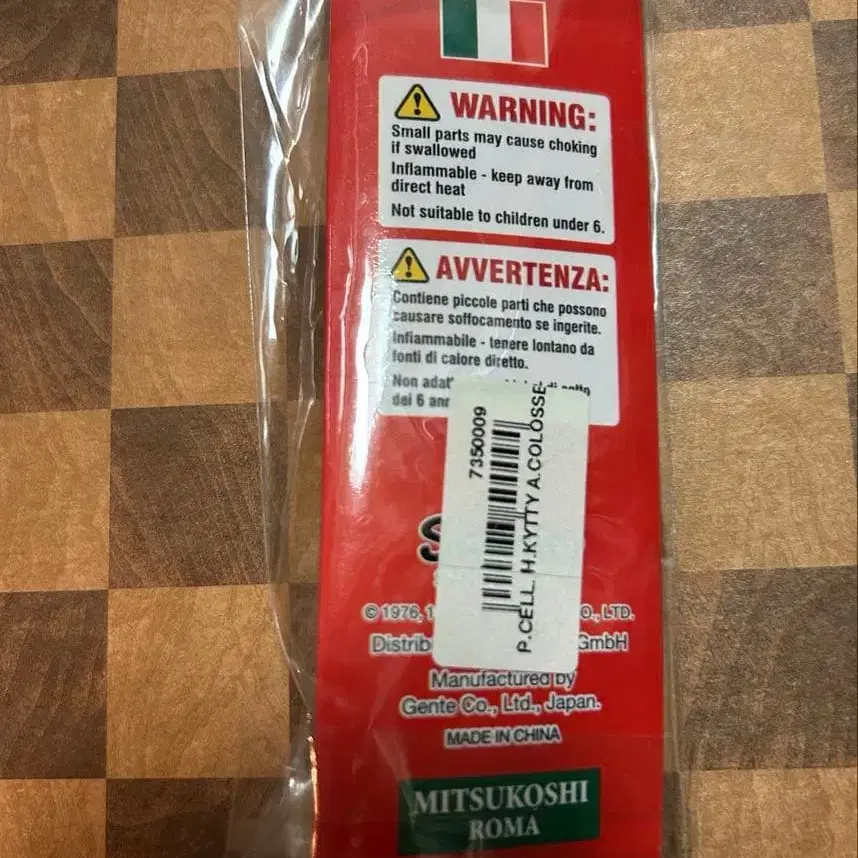 WARNING:
Small parts may cause choking
if swallowed
Inflammable - keep away from
direct heat
Not suitable to children under 6.
AVVERTENZA:
Contiene piccole parti che possono
causare soffocamento se ingerite.
Infiammabile - tenere lontano da
fonti di calore diretto.
Non
dei 6
7350009
P.CELL. H.KYTTY A.COLOSSE
© 1976, O., LTD.
GmbH
Manufactured by
Gente Co., Ltd., Japan.
MADE IN CHINA
MITSUKOSHI
ROMA